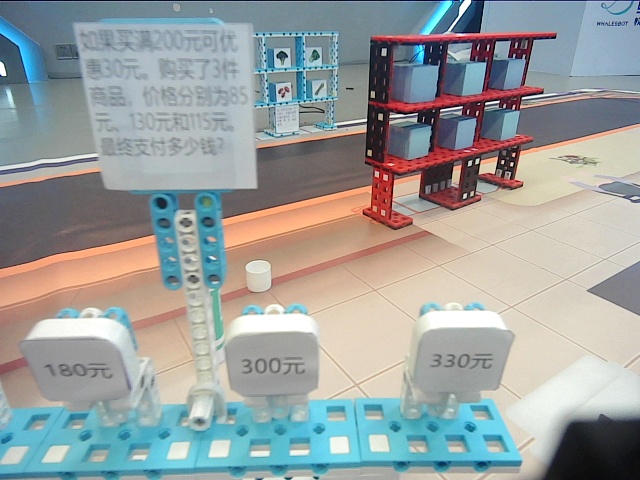 如果买满200元可优
惠30元。购买了3件
商品，价格分别为85
元、130元和115元。
最终支付多少钱？
180元
300元
330元
WHALESBOT